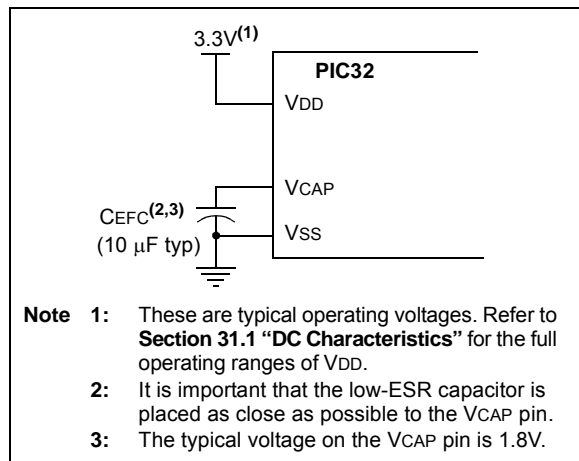 3.3V(1)
PIC32
VDD
VCAP
CEFC(2,3)
(10 μF typ)
VSS
Note 1: These are typical operating voltages. Refer to
Section 31.1 “DC Characteristics” for the full
operating ranges of VDD.
2: It is important that the low-ESR capacitor is
placed as close as possible to the VCAP pin.
3: The typical voltage on the VCAP pin is 1.8V.